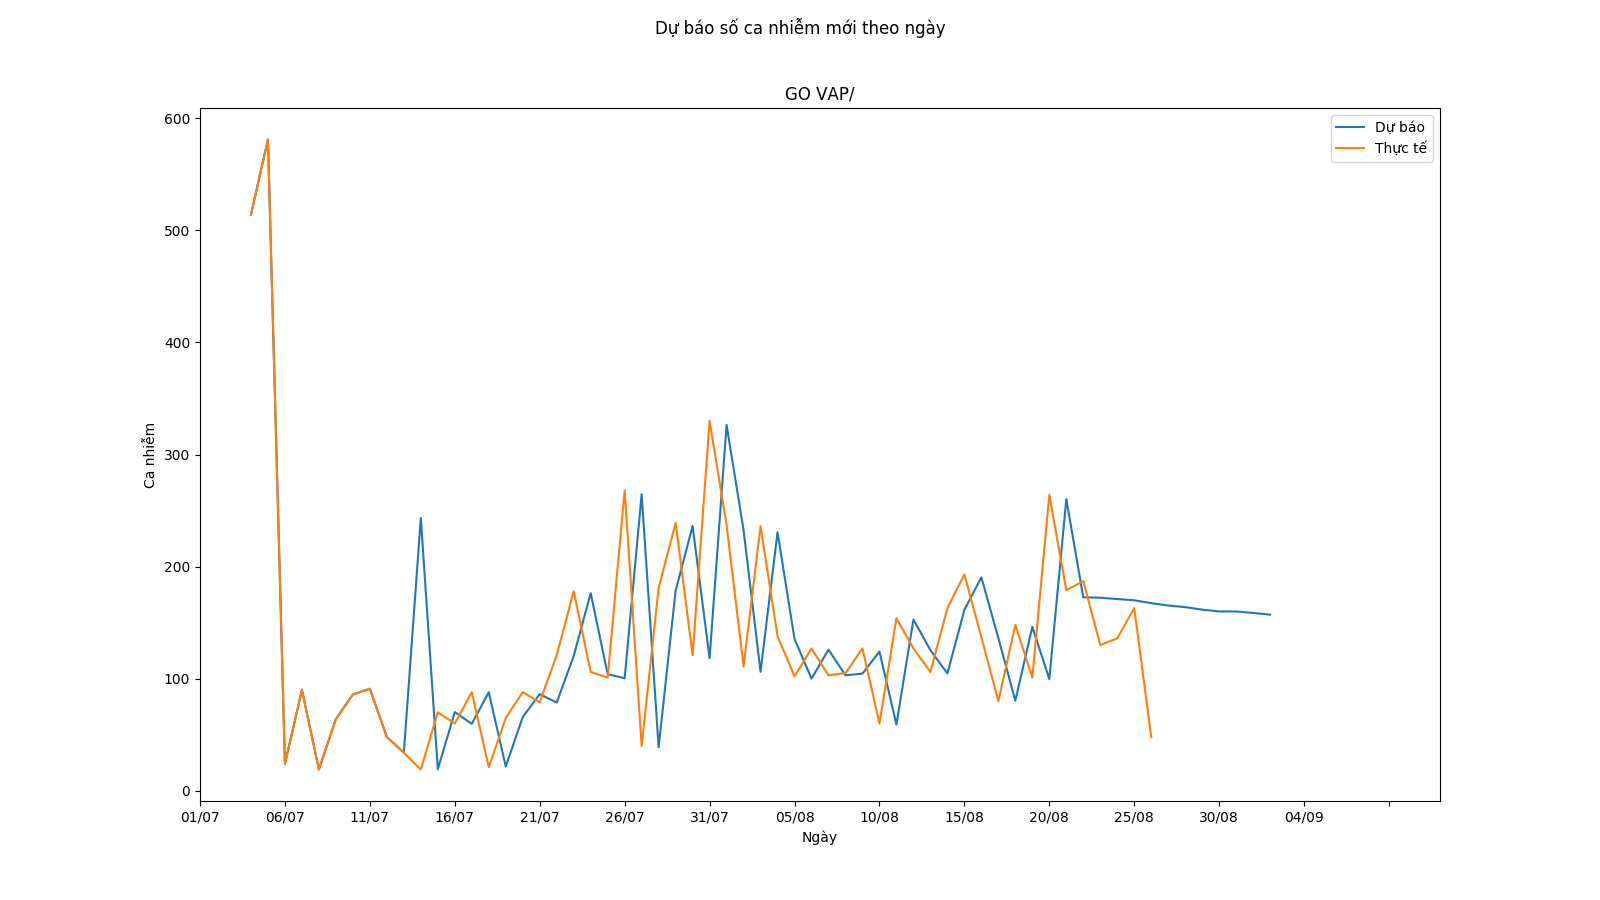 Dự báo số ca nhiễm mới theo ngày
GO VAP/
600
500
400
300
200
100
0
Ca nhiễm
Dự báo
Thực tế
01/07 06/07 11/07 16/07 21/07 26/07 31/07 05/08 10/08 15/08 20/08 25/08 30/08 04/09
Ngày